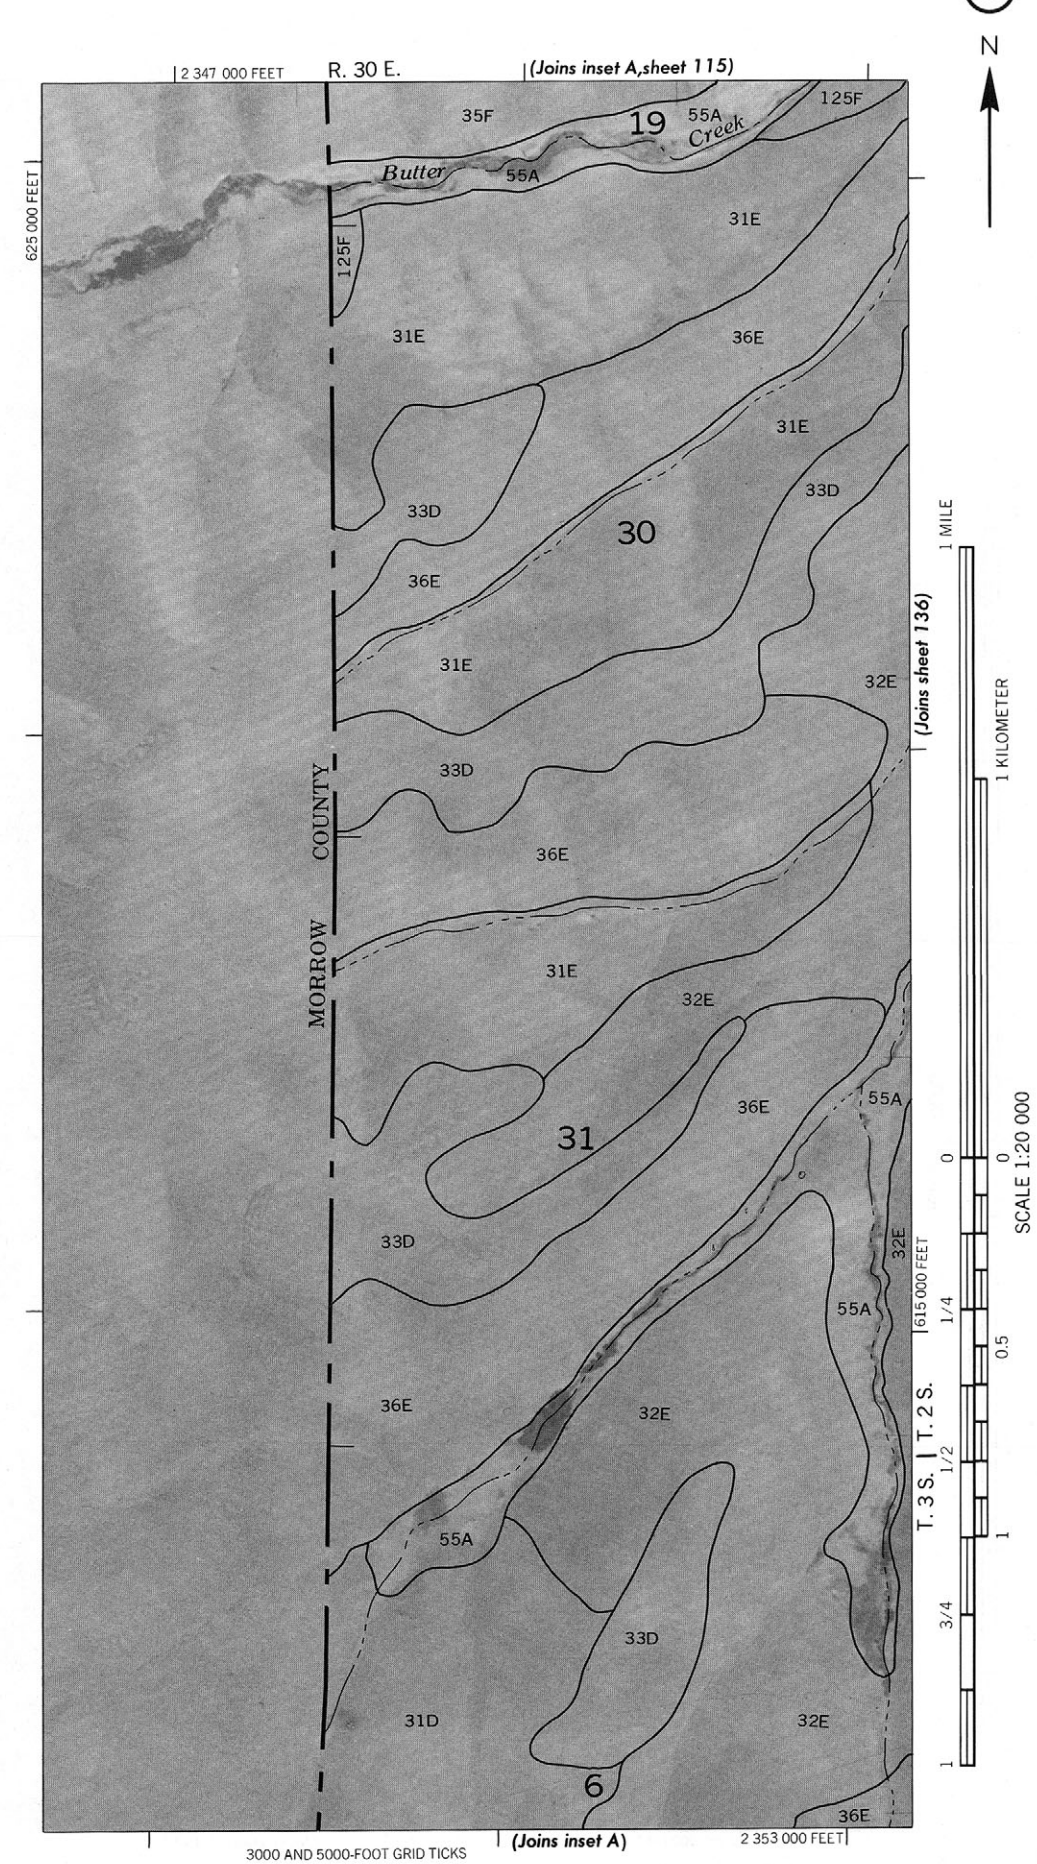 N
2 347 000 FEET
R. 30 E.
(Joins inset A,sheet 115)
35F
19
55A
125F
Creek
Butter
55A
625 000 FEET
31E
125F
31E
36E
31E
33D
33D
30
1 MILE
36E
31E
(Joins sheet 136)
32E
1 KILOMETER
33D
COUNTY
36E
MORROW
31E
32E
36E
55A
31
0
0
SCALE 1:20 000
33D
32E
615 000 FEET
55A
1/4
0.5
36E
32E
T. 2 S.
T. 3 S.
1/2
55A
1
33D
3/4
31D
32E
1
6
36E
(Joins inset A)
2 353 000 FEET
3000 AND 5000-FOOT GRID TICKS